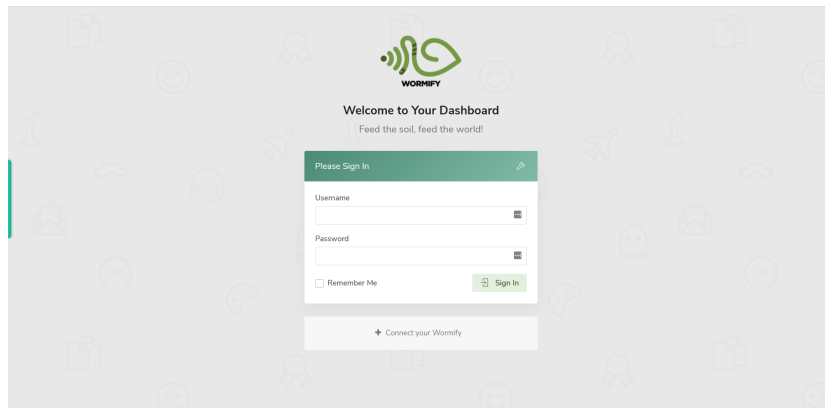 WORMIFY
Welcome to Your Dashboard
Feed the soil, feed the world!
Please Sign In
Username
Password
Remember Me
Sign In
Connect your Wormify